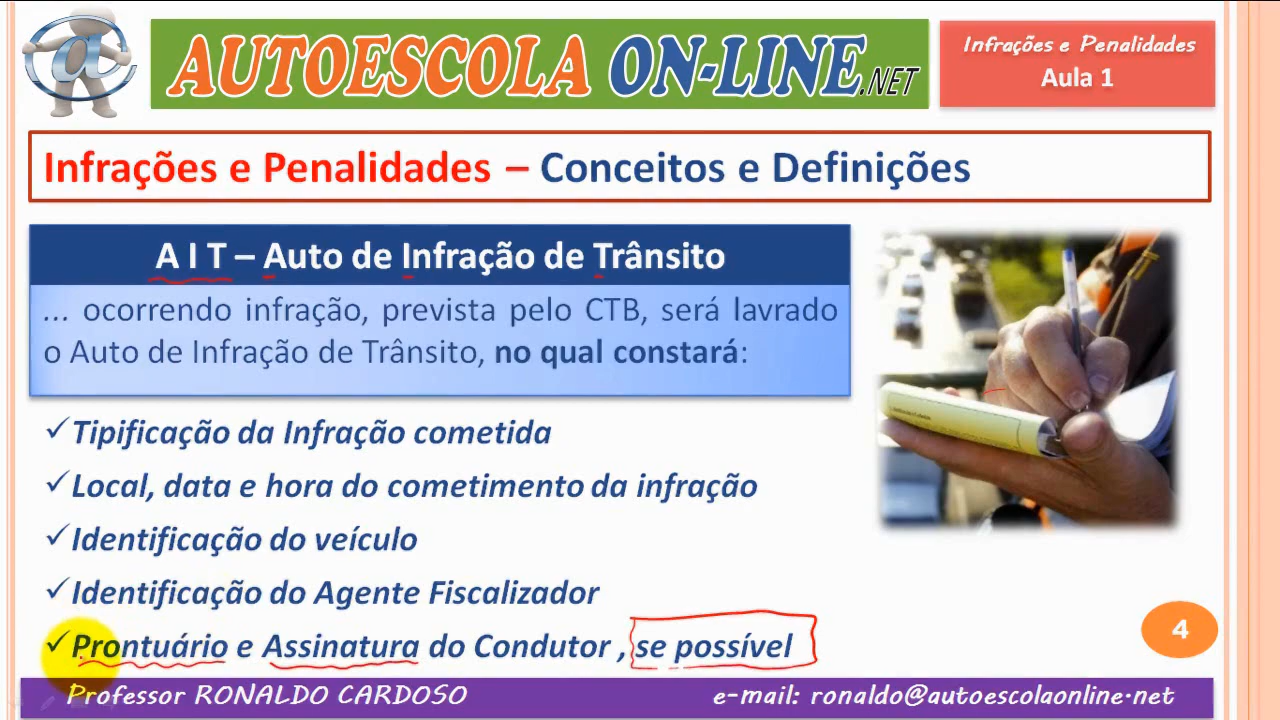 @
AUTOESCOLA ON-LINE.NET
Infrações e Penalidades
Aula 1
Infrações e Penalidades – Conceitos e Definições
A I T – Auto de Infração de Trânsito
... ocorrendo infração, prevista pelo CTB, será lavrado
o Auto de Infração de Trânsito, no qual constará:
✓Tipificação da Infração cometida
✓Local, data e hora do cometimento da infração
✓Identificação do veículo
✓Identificação do Agente Fiscalizador
✓Prontuário e Assinatura do Condutor , se possível
4
Professor RONALDO CARDOSO
e-mail: ronaldo@autoescolaonline.net